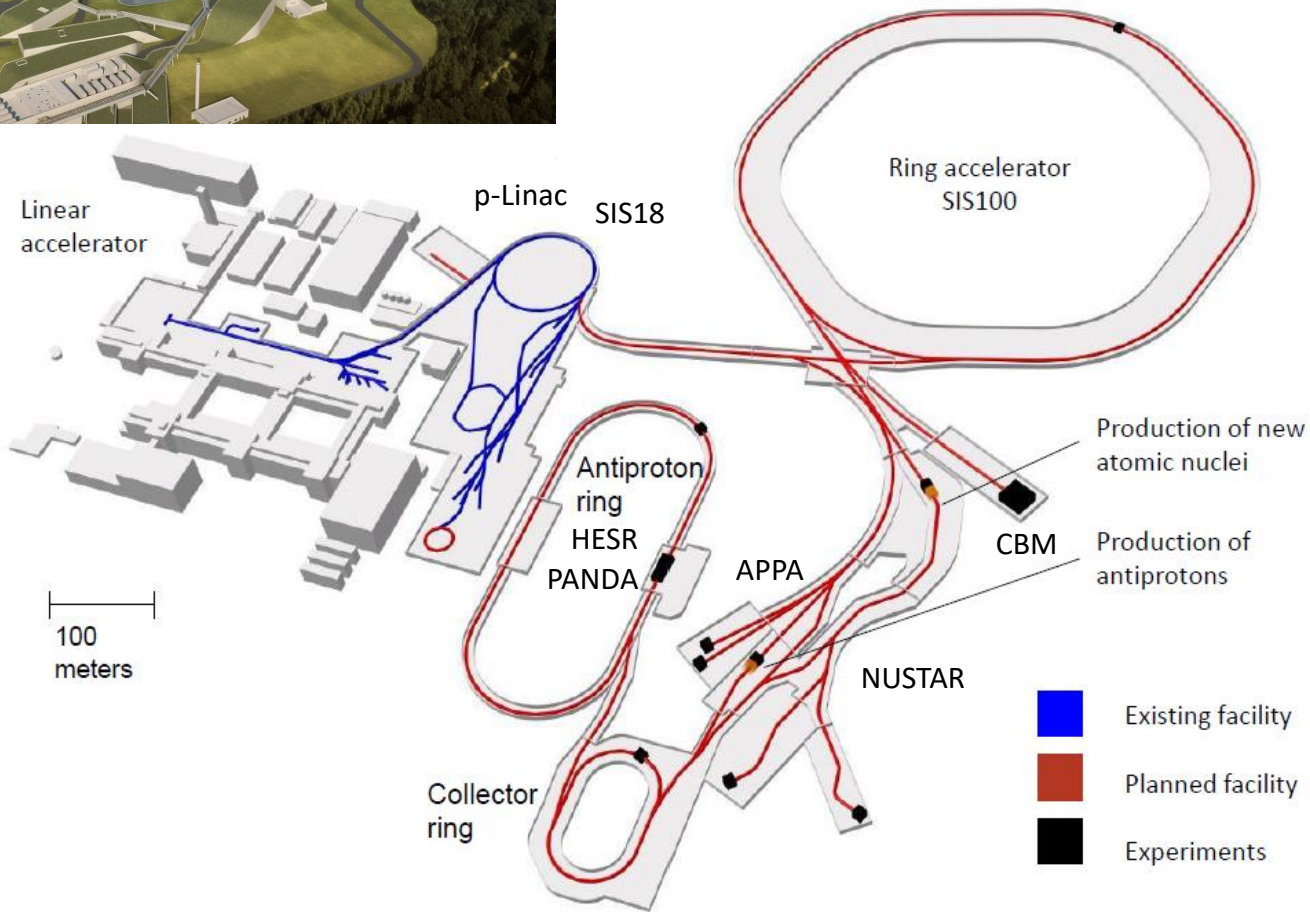 Linear
accelerator
p-Linac
SIS18
Ring accelerator
SIS100
Production of new
atomic nuclei
Antiproton
ring
HESR
PANDA
APPA
CBM
Production of
antiprotons
100
meters
NUSTAR
Collector
ring
Existing facility
Planned facility
Experiments